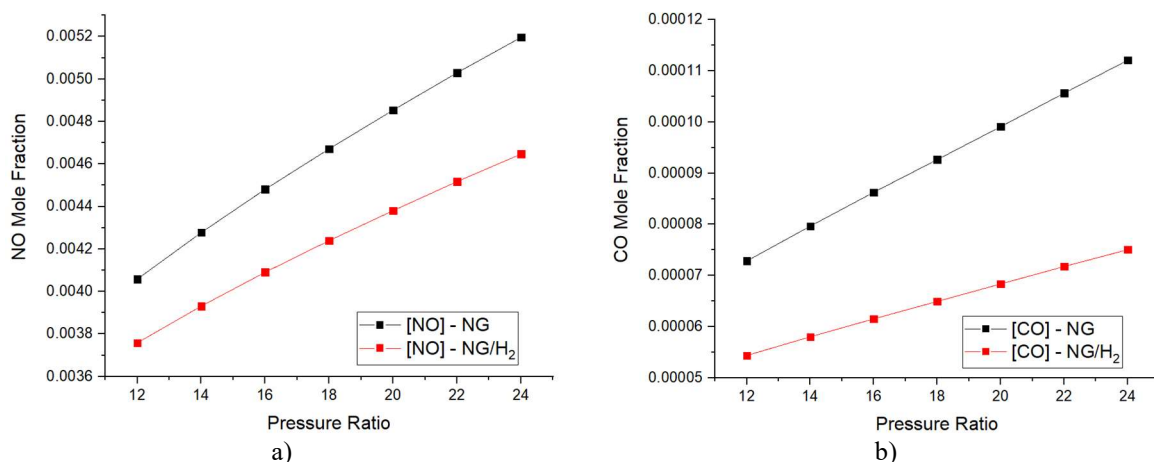 0.0052
0.0050
0.0048
0.0046
0.0044
0.0042
0.0040
0.0038
0.0036
NO Mole Fraction
[NO] - NG
[NO] - NG/H₂
12 14 16 18 20 22 24
Pressure Ratio
a)
0.00012
0.00011
0.00010
0.00009
0.00008
0.00007
0.00006
0.00005
CO Mole Fraction
[CO] - NG
[CO] - NG/H₂
12 14 16 18 20 22 24
Pressure Ratio
b)